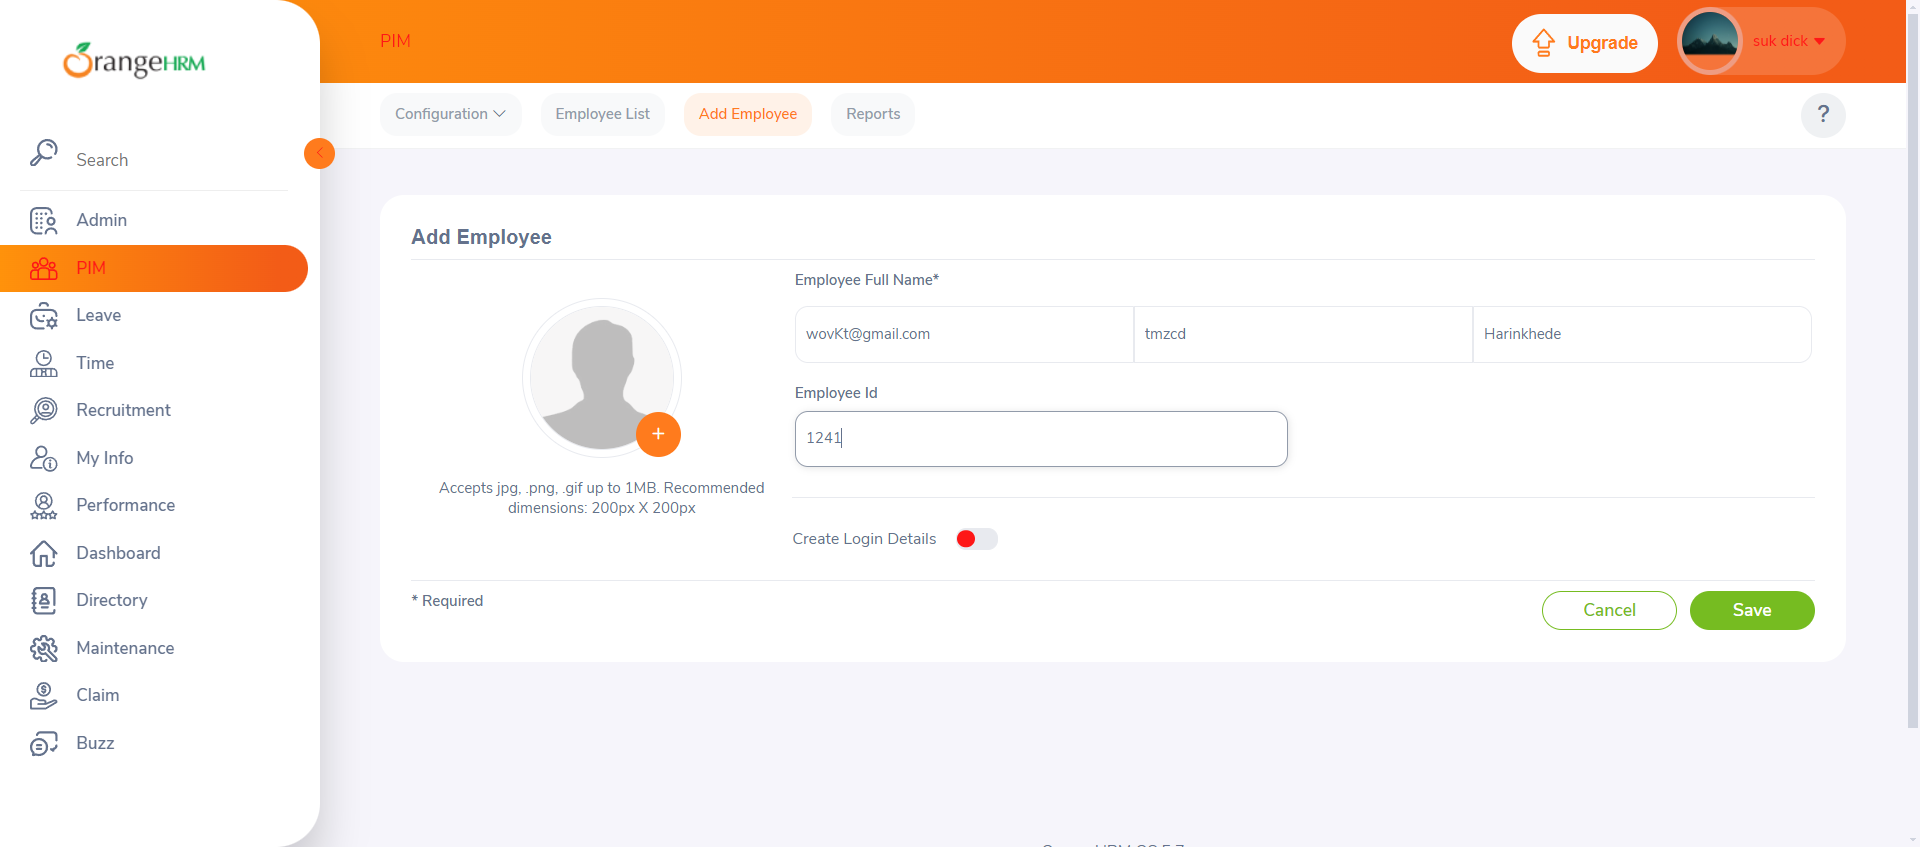 OrangeHRM
PIM
Upgrade
suk dick
Configuration
Employee List
Add Employee
Reports
?
Search
Admin
PIM
Leave
Time
Recruitment
My Info
Performance
Dashboard
Directory
Maintenance
Claim
Buzz
Add Employee
Accepts jpg, .png, .gif up to 1MB. Recommended
dimensions: 200px X 200px
Employee Full Name*
wovKt@gmail.com
tmzcd
Harinkhede
Employee Id
1241
Create Login Details
* Required
Cancel
Save